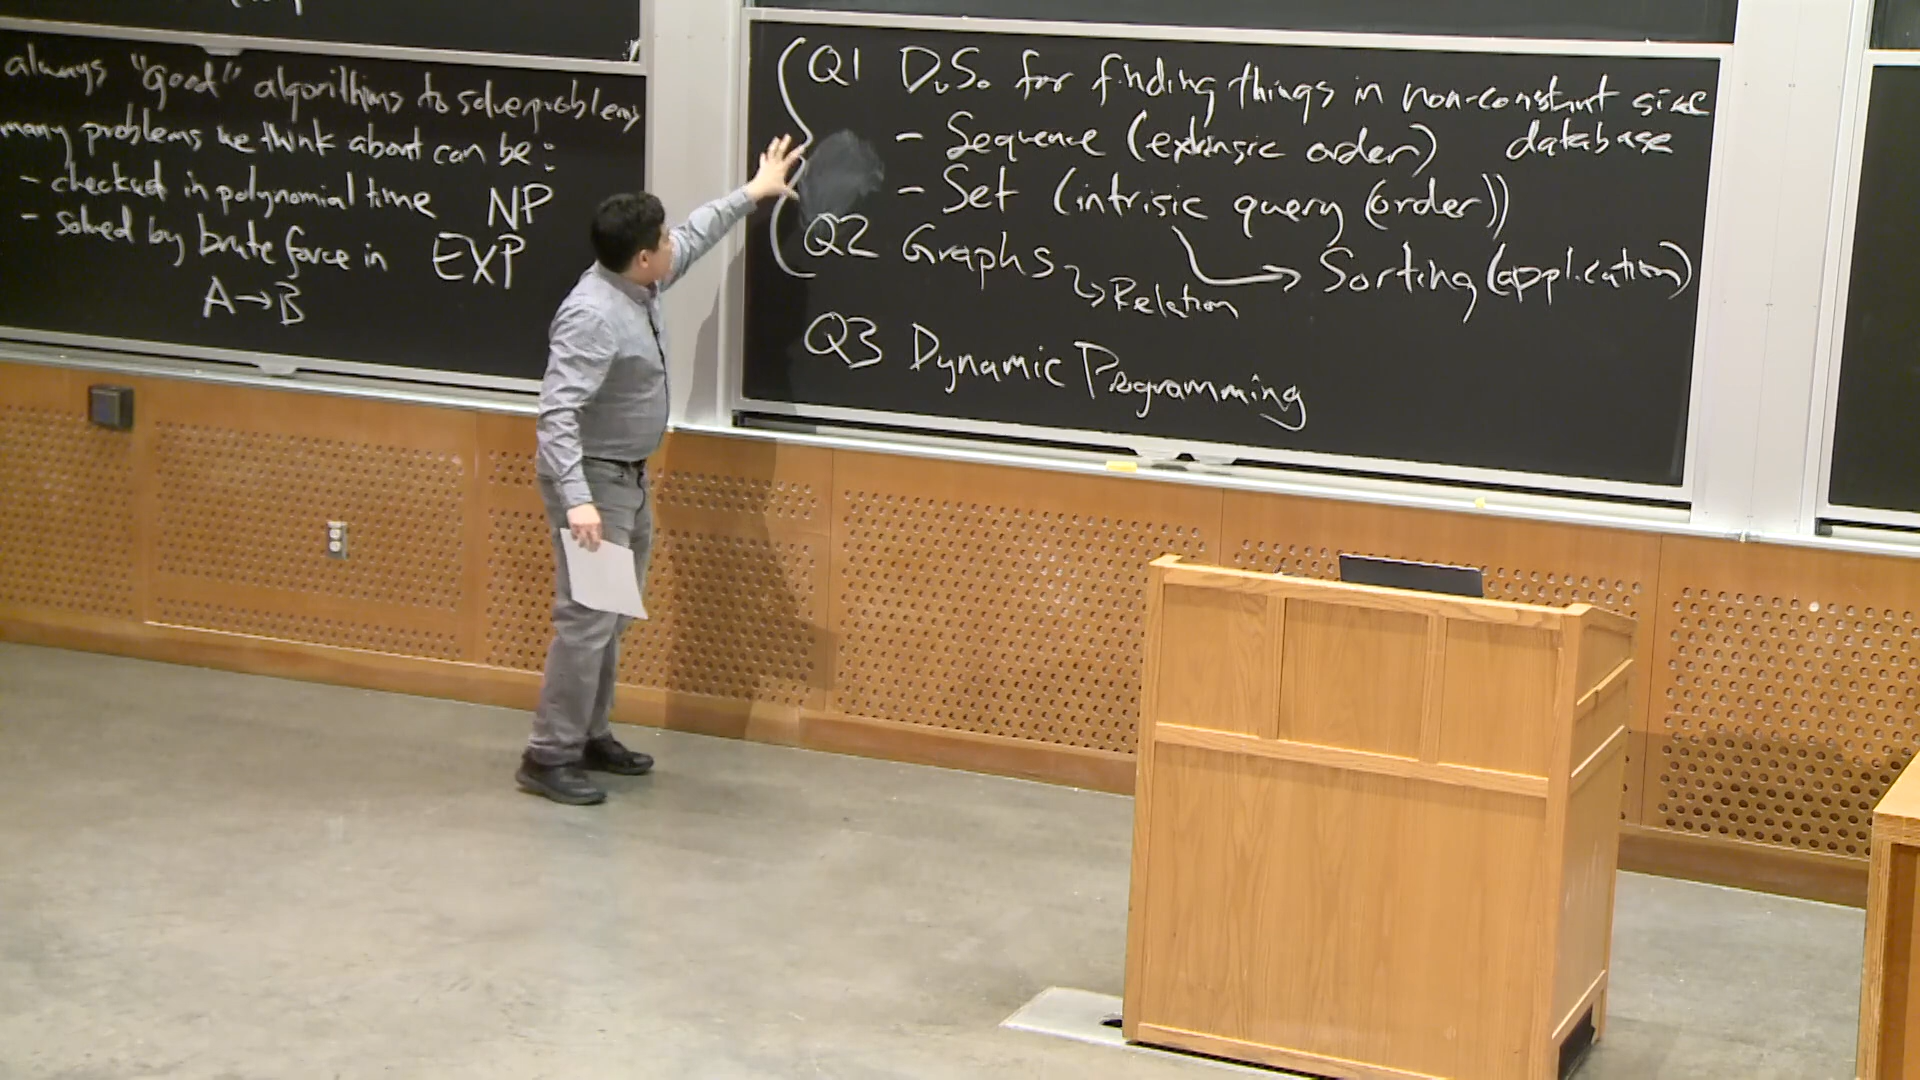 always "good" algorithms to solve problems
many problems we think about can be:
- checked in polynomial time NP
- solved by brute force in EXP
A→B
Q1 D.S. for finding things in non-constant size database
- Sequence (extrinsic order)
- Set (intrisic query (order))
→ Sorting (application)
Q2 Graphs
→ Relation
Q3 Dynamic Programming